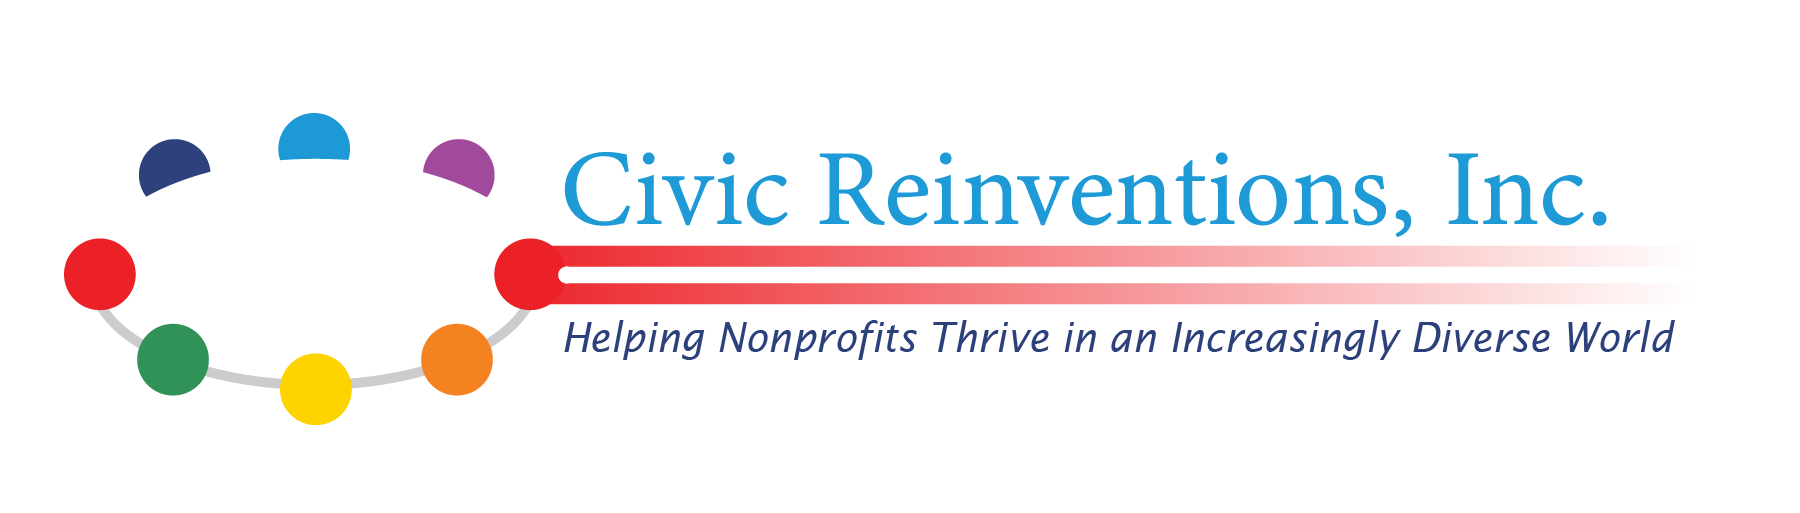 Civic Reinventions, Inc.
Helping Nonprofits Thrive in an Increasingly Diverse World